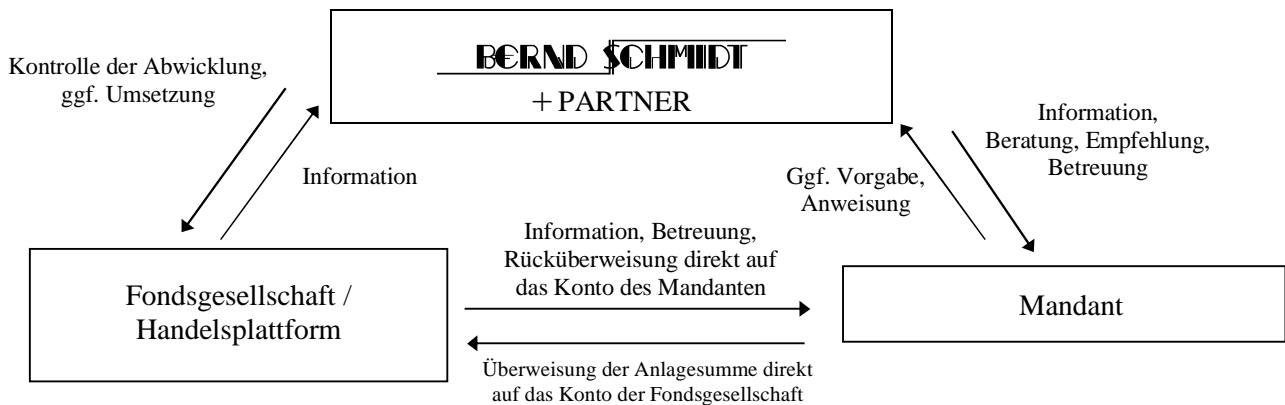 BERND SCHMIDT
+ PARTNER
Kontrolle der Abwicklung,
ggf. Umsetzung
Information
Information,
Beratung, Empfehlung,
Betreuung
Ggf. Vorgabe,
Anweisung
Fondsgesellschaft /
Handelsplattform
Information, Betreuung,
Rücküberweisung direkt auf
das Konto des Mandanten
Überweisung der Anlagesumme direkt
auf das Konto der Fondsgesellschaft
Mandant